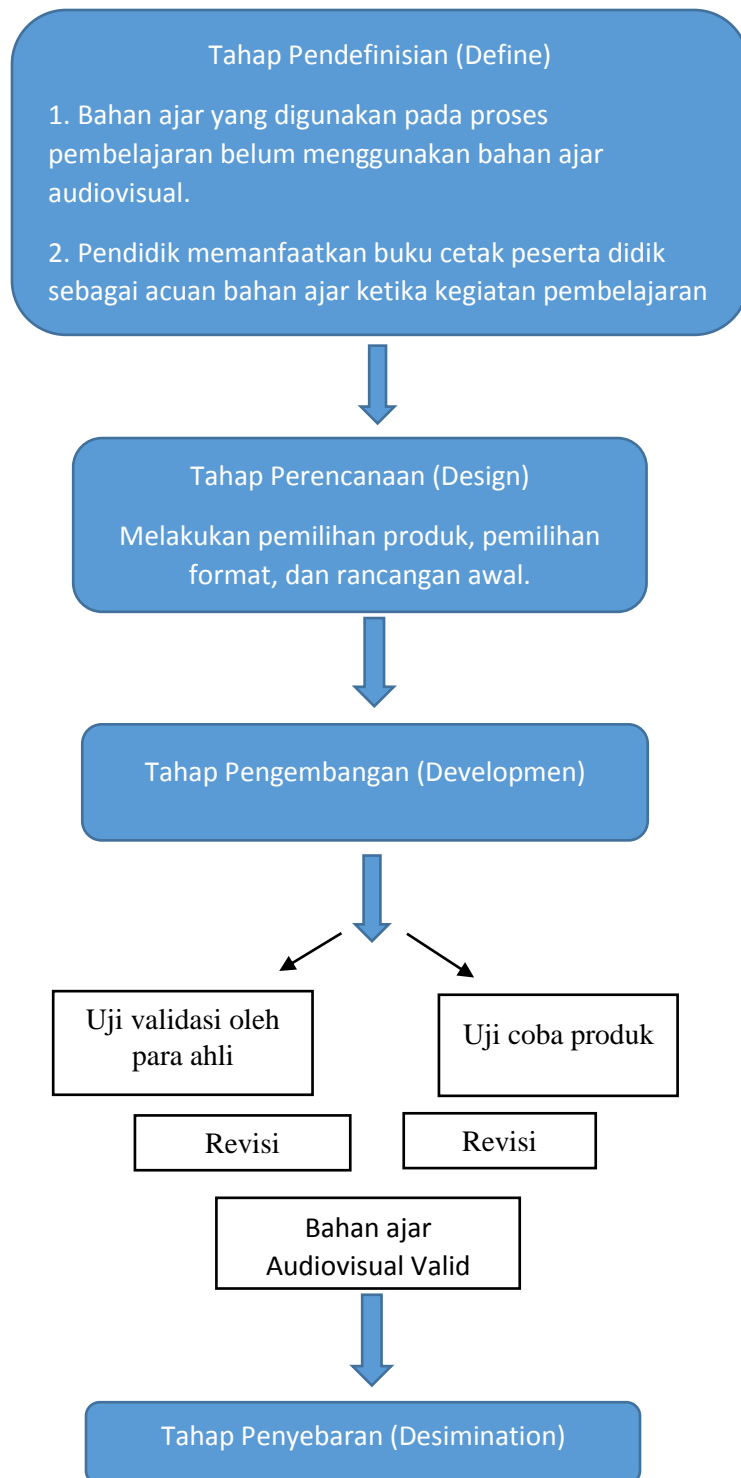 Tahap Pendefinisian (Define)
1. Bahan ajar yang digunakan pada proses
pembelajaran belum menggunakan bahan ajar
audiovisual.
2. Pendidik memanfaatkan buku cetak peserta didik
sebagai acuan bahan ajar ketika kegiatan pembelajaran
Tahap Perencanaan (Design)
Melakukan pemilihan produk, pemilihan
format, dan rancangan awal.
Tahap Pengembangan (Developmen)
Uji validasi oleh
para ahli
Uji coba produk
Revisi
Revisi
Bahan ajar
Audiovisual Valid
Tahap Penyebaran (Desimination)